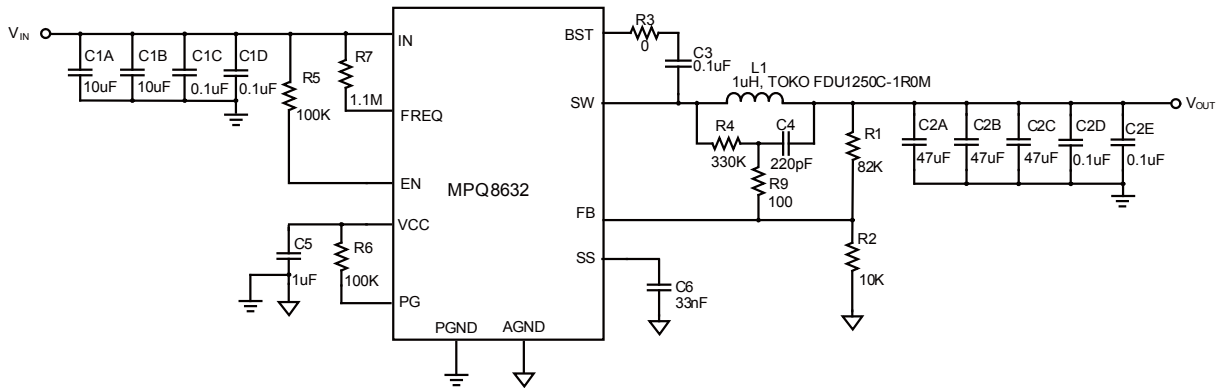 V_IN
C1A
10uF
C1B
10uF
C1C
0.1uF
C1D
0.1uF
R5
100K
R7
1.1M
IN
FREQ
EN
VCC
PG
PGND
AGND
MPQ8632
BST
SW
FB
SS
C5
1uF
R6
100K
R3
0
C3
0.1uF
L1
1uH, TOKO FDU1250C-1R0M
R4
330K
C4
220pF
R9
100
R1
82K
R2
10K
C6
33nF
C2A
47uF
C2B
47uF
C2C
47uF
C2D
0.1uF
C2E
0.1uF
V_OUT